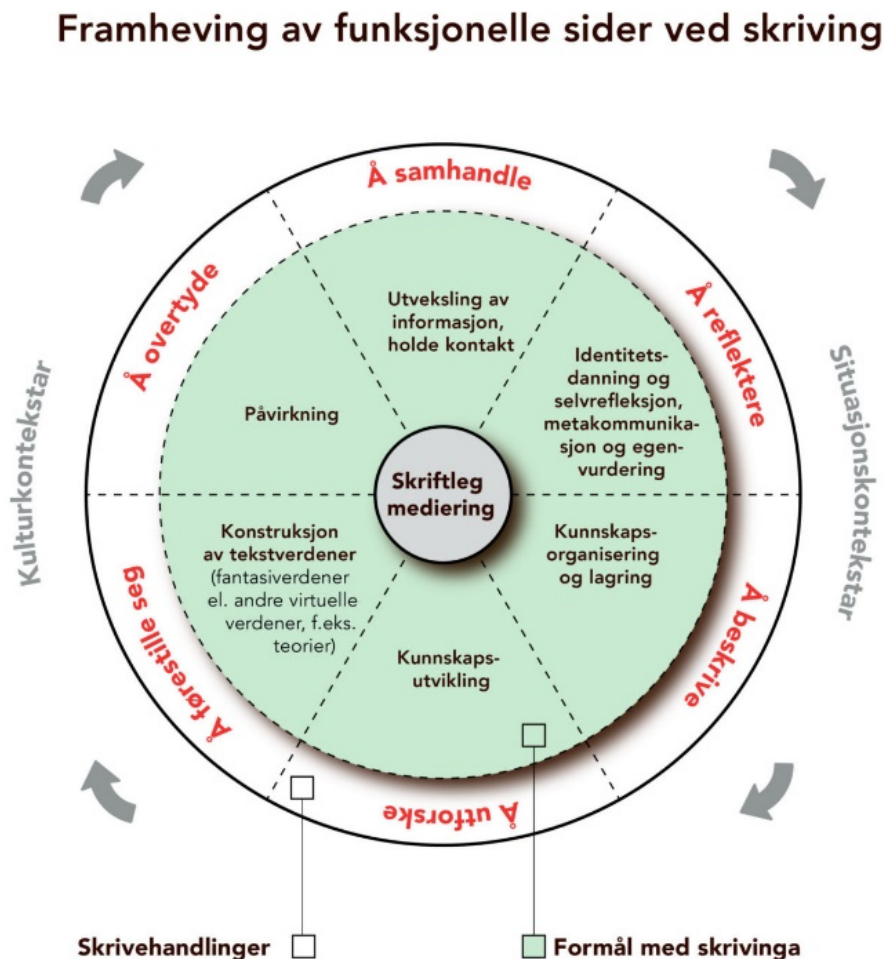 Framheving av funksjonelle sider ved skriving
Å samhandle
Å reflektere
Å beskrive
Å utforske
Å førestille seg
Å overtyde
Kulturkontekstar
Situasjonskontekstar
Utveksling av
informasjon,
holde kontakt
Identitets-
danning og
selvrefleksjon,
metakommunika-
sjon og egen-
vurdering
Kunnskaps-
organisering
og lagring
Kunnskaps-
utvikling
Konstruksjon
av tekstverdener
(fantasiverdener
el. andre virtuelle
verdener, f.eks.
teorier)
Påvirkning
Skriftleg
mediering
Skrivehandlinger
Formål med skrivinga